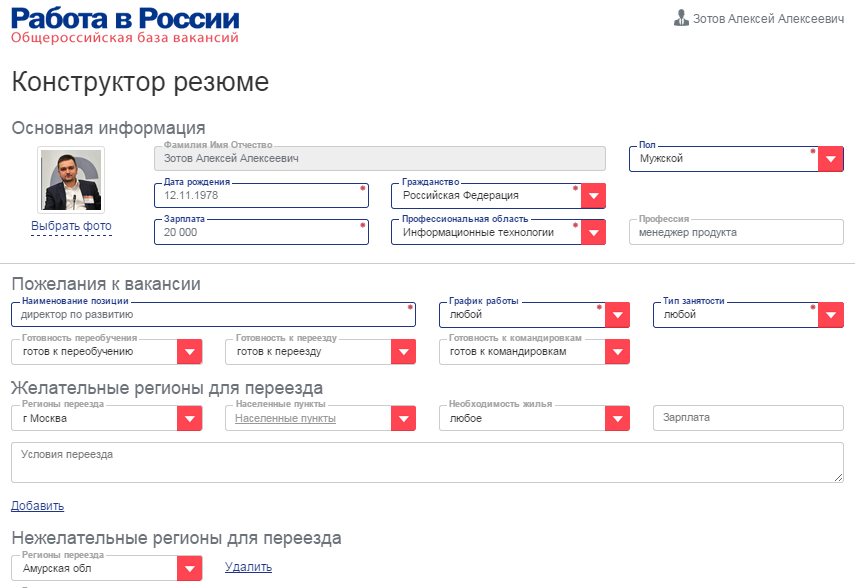 Работа в России
Общероссийская база вакансий
Зотов Алексей Алексеевич
Конструктор резюме
Основная информация
Фамилия Имя Отчество
Зотов Алексей Алексеевич
Пол
Мужской *
Выбрать фото
Дата рождения
12.11.1978 *
Гражданство
Российская Федерация *
Зарплата
20 000 *
Профессиональная область
Информационные технологии *
Профессия
менеджер продукта
Пожелания к вакансии
Наименование позиции
директор по развитию *
График работы
любой *
Тип занятости
любой *
Готовность переобучения
готов к переобучению
Готовность к переезду
готов к переезду
Готовность к командировкам
готов к командировкам
Желательные регионы для переезда
Регионы переезда
г Москва
Населенные пункты
Населенные пункты
Необходимость жилья
любое
Зарплата
Условия переезда
Добавить
Нежелательные регионы для переезда
Регионы переезда
Амурская обл
Удалить